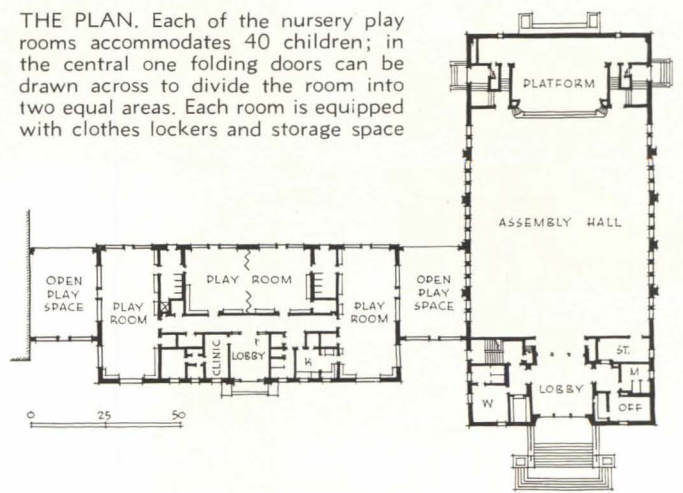 THE PLAN. Each of the nursery play
rooms accommodates 40 children; in
the central one folding doors can be
drawn across to divide the room into
two equal areas. Each room is equipped
with clothes lockers and storage space
PLATFORM
ASSEMBLY HALL
OPEN
PLAY
SPACE
PLAY
ROOM
PLAY ROOM
PLAY
ROOM
OPEN
PLAY
SPACE
CLINIC
LOBBY
K
ST.
LOBBY
M
W
OFF
0 25 50